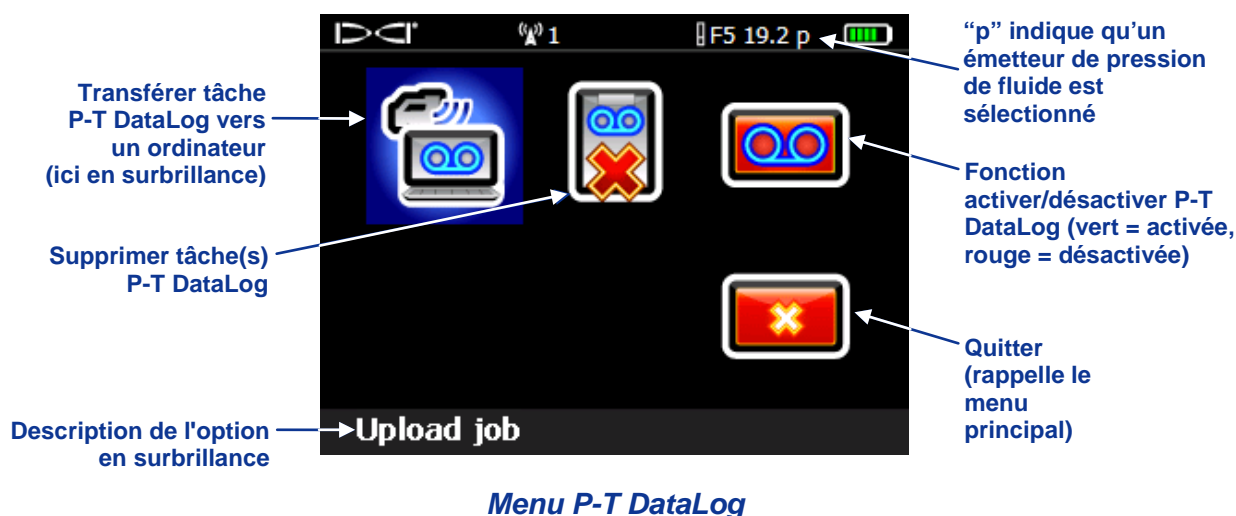 DCI
1
F5 19.2 p
“p” indique qu’un
émetteur de pression
de fluide est
sélectionné
Transférer tâche
P-T DataLog vers
un ordinateur
(ici en surbrillance)
Fonction
activer/désactiver P-T
DataLog (vert = activée,
rouge = désactivée)
Supprimer tâche(s)
P-T DataLog
Quitter
(rappelle le
menu
principal)
Description de l'option
en surbrillance
Upload job
Menu P-T DataLog